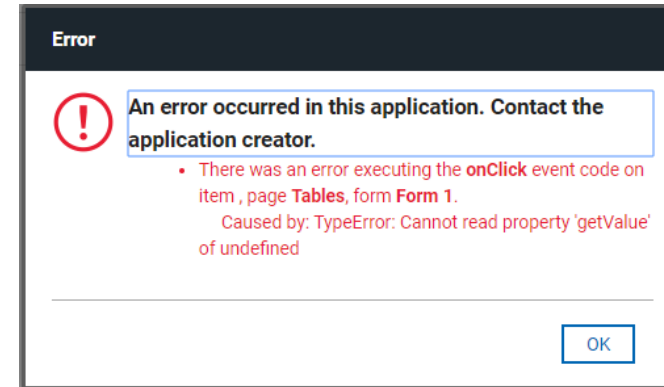 Error
An error occurred in this application. Contact the
application creator.
• There was an error executing the onClick event code on
item , page Tables, form Form 1.
Caused by: TypeError: Cannot read property 'getValue'
of undefined
OK